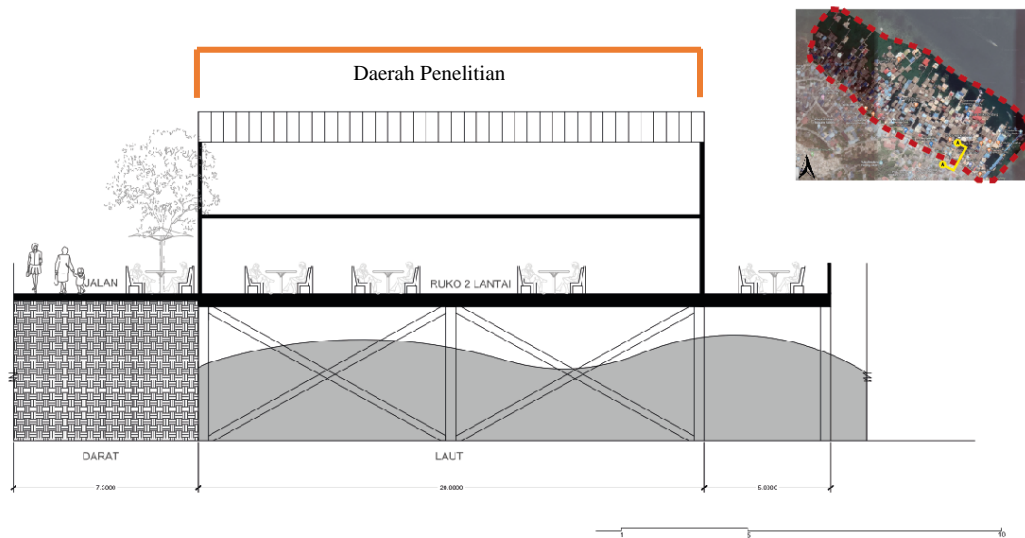 Daerah Penelitian
JALAN
RUKO 2 LANTAI
DARAT
LAUT
7.0000
20.0000
5.0000
1
5
10